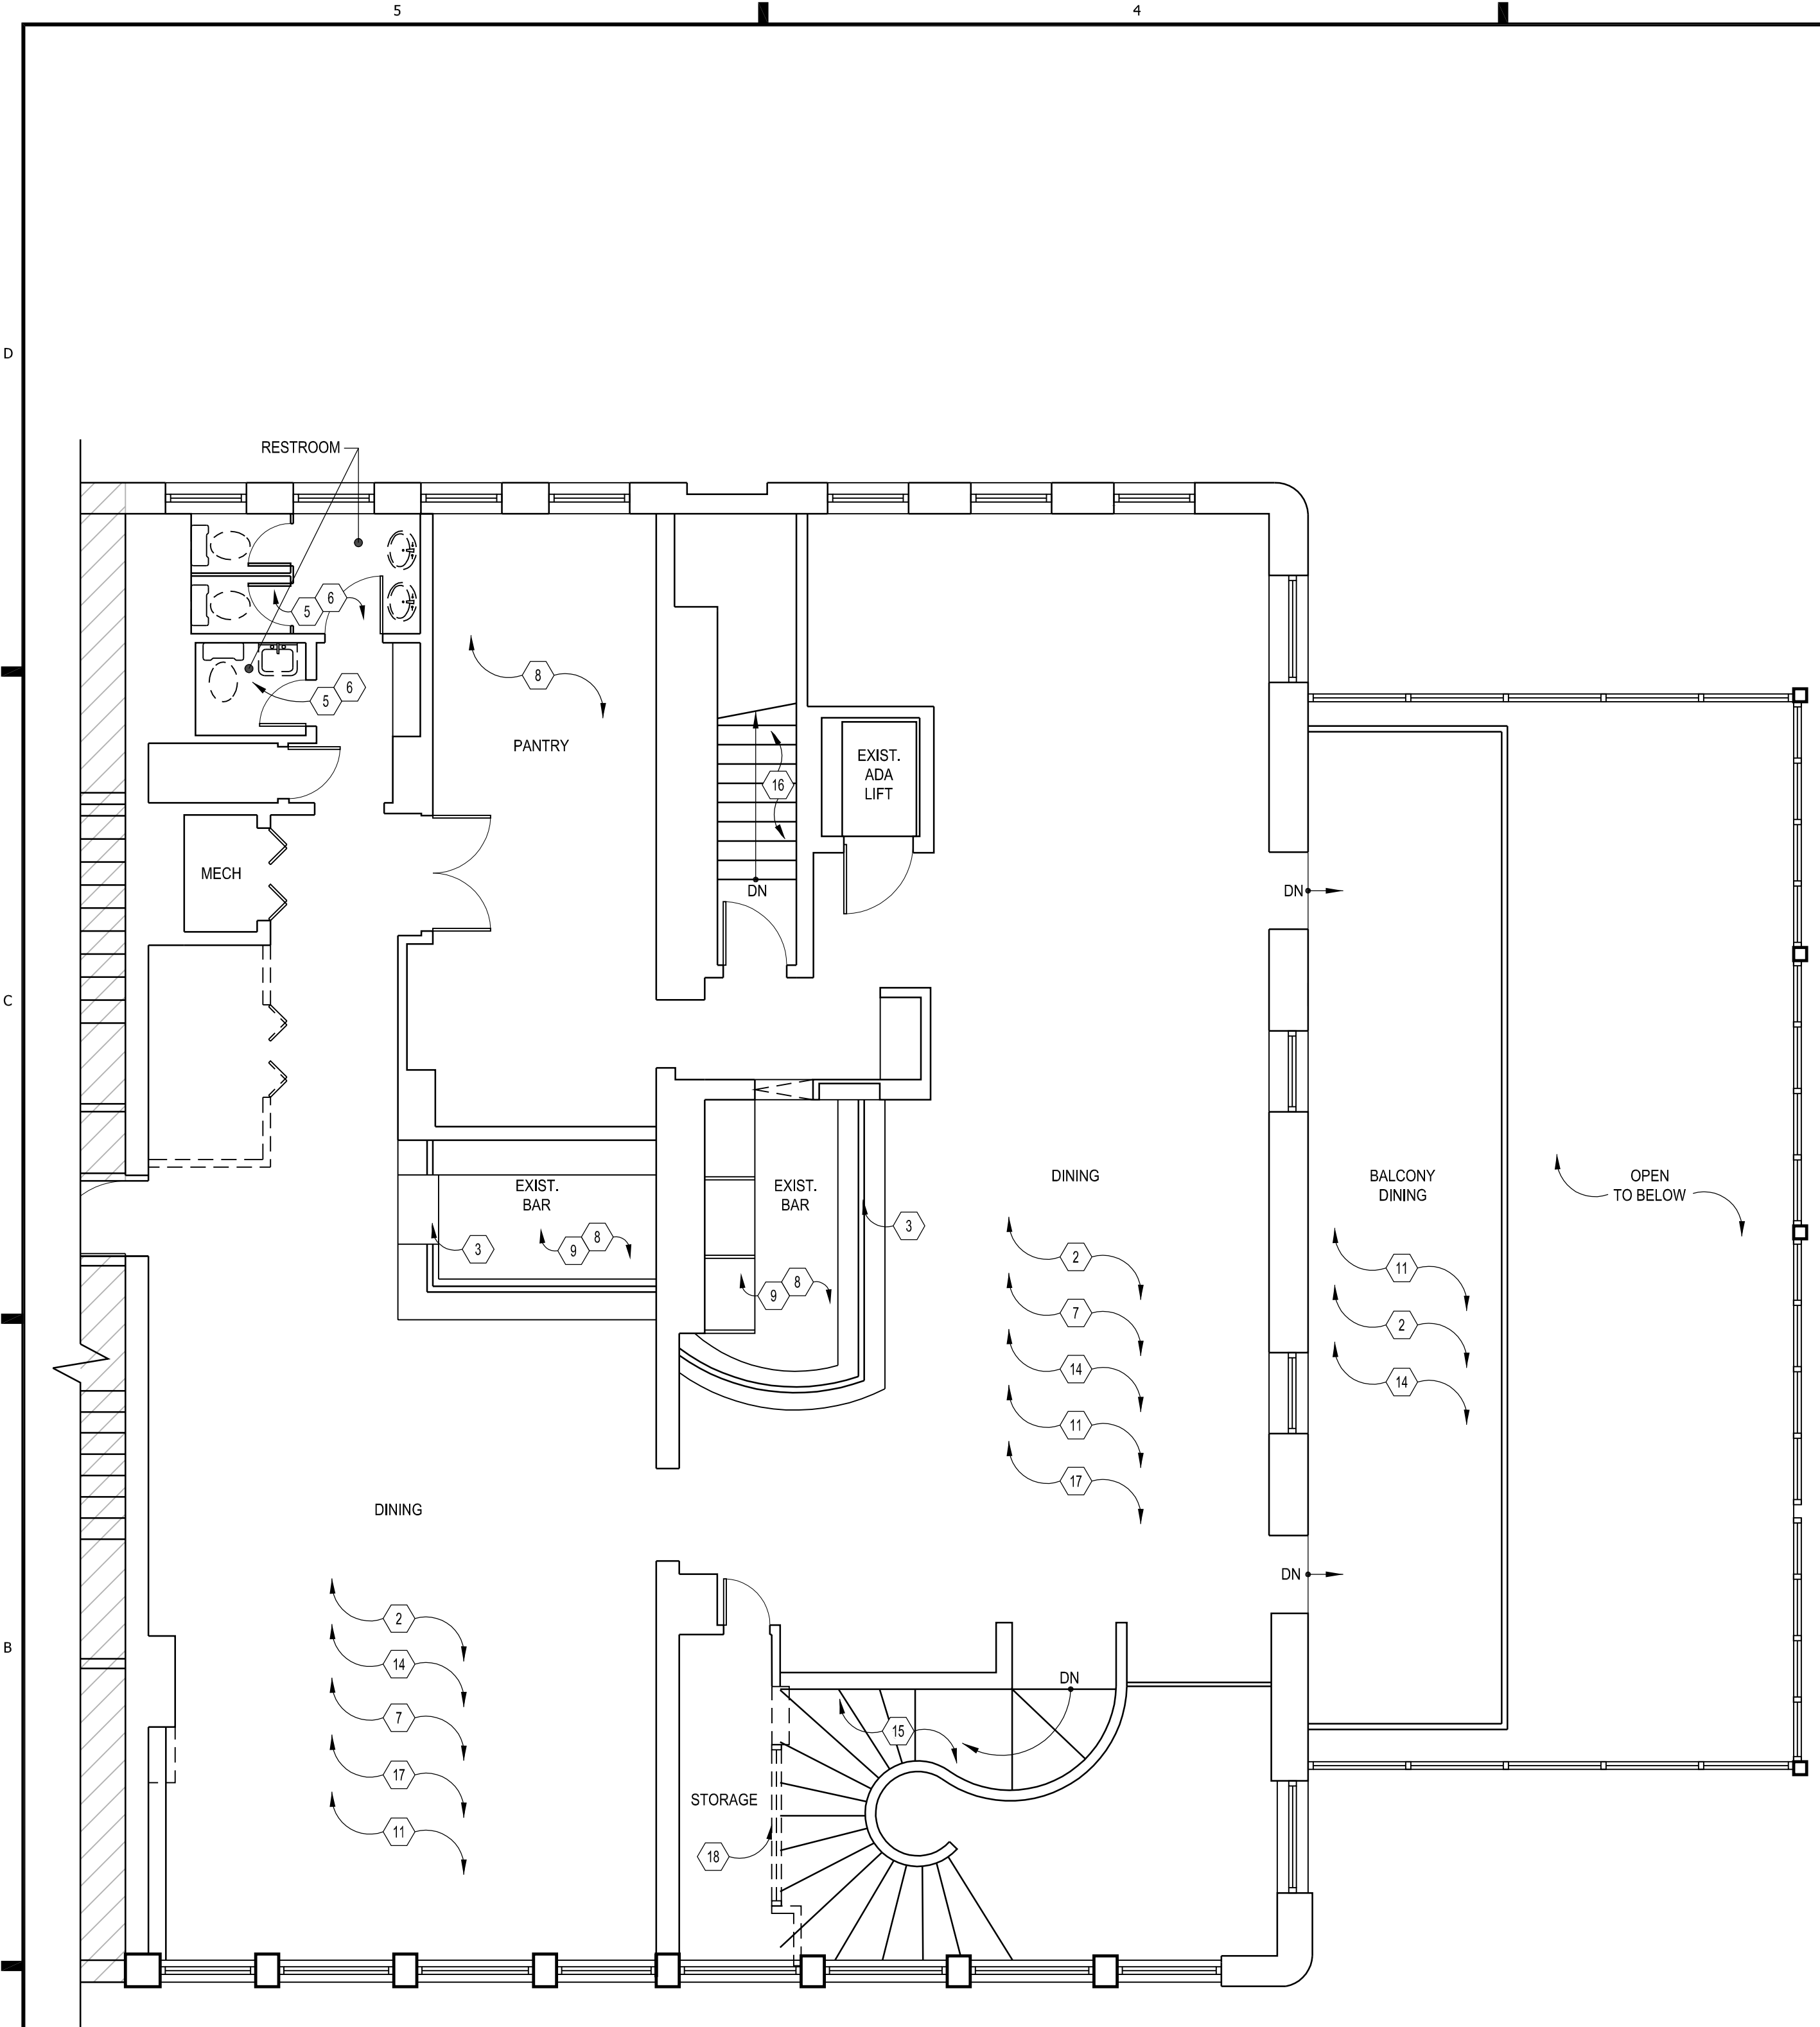 5
4
D
RESTROOM
5
6
5
6
8
PANTRY
EXIST.
ADA
LIFT
16
MECH
DN
DN
C
DINING
BALCONY
DINING
OPEN
TO BELOW
EXIST.
BAR
EXIST.
BAR
3
9
8
3
9
8
2
7
14
11
17
11
2
14
DINING
DN
B
2
14
7
17
11
DN
15
STORAGE
18